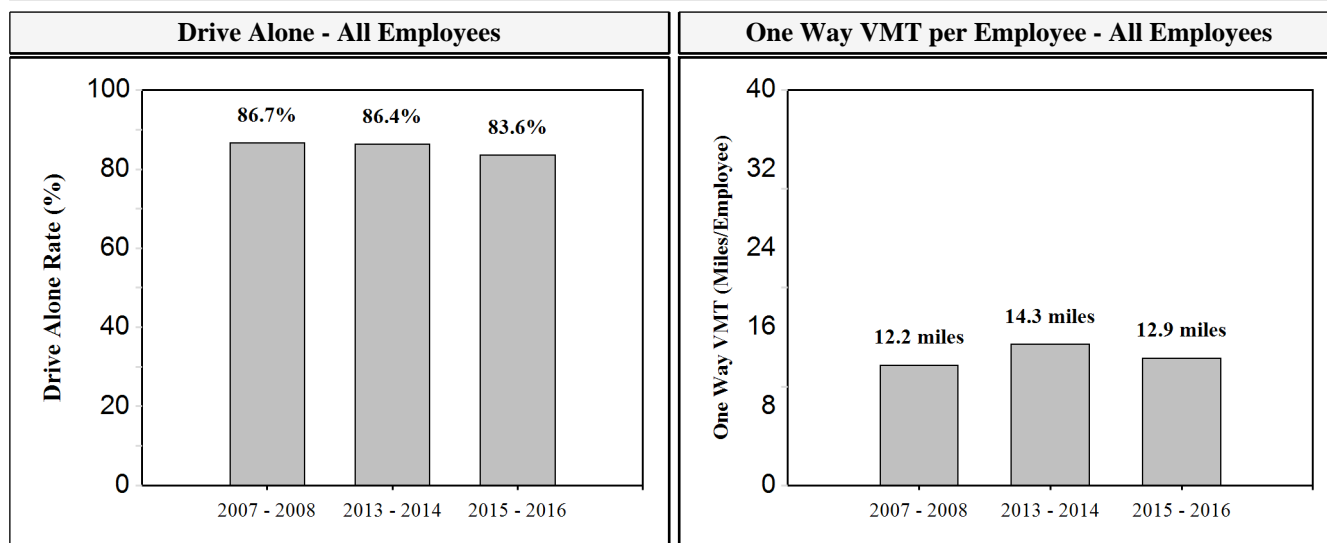 Drive Alone - All Employees
100
80
60
40
20
0
Drive Alone Rate (%)
86.7%
86.4%
83.6%
2007 - 2008
2013 - 2014
2015 - 2016
One Way VMT per Employee - All Employees
40
32
24
16
8
0
One Way VMT (Miles/Employee)
12.2 miles
14.3 miles
12.9 miles
2007 - 2008
2013 - 2014
2015 - 2016